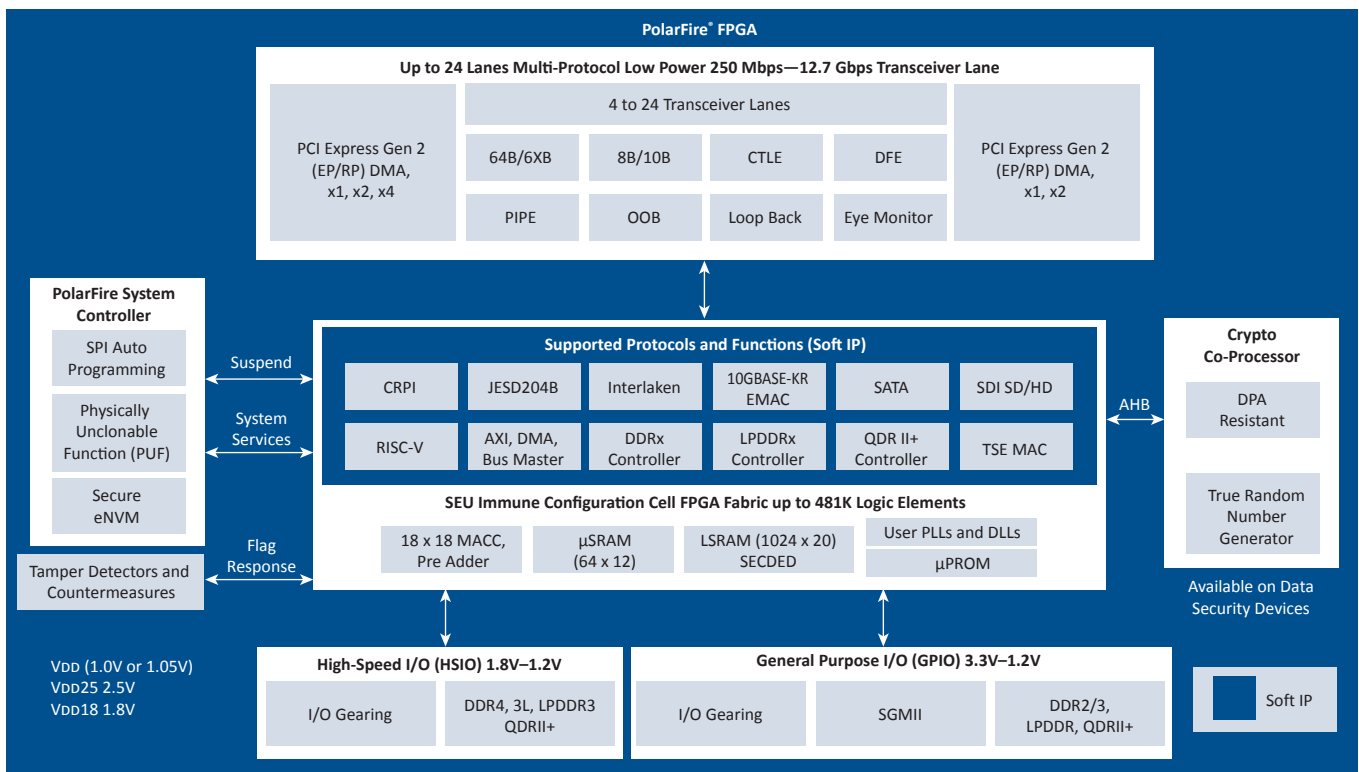 PolarFire® FPGA
Up to 24 Lanes Multi-Protocol Low Power 250 Mbps—12.7 Gbps Transceiver Lane
PCI Express Gen 2
(EP/RP) DMA,
x1, x2, x4
4 to 24 Transceiver Lanes
64B/6XB
8B/10B
CTLE
DFE
PIPE
OOB
Loop Back
Eye Monitor
PCI Express Gen 2
(EP/RP) DMA,
x1, x2
PolarFire System
Controller
SPI Auto
Programming
Physically
Unclonable
Function (PUF)
Secure
eNVM
Tamper Detectors and
Countermeasures
Suspend
System
Services
Flag
Response
Supported Protocols and Functions (Soft IP)
CRPI
JESD204B
Interlaken
10GBASE-KR
EMAC
SATA
SDI SD/HD
RISC-V
AXI, DMA,
Bus Master
DDRx
Controller
LPDDRx
Controller
QDR II+
Controller
TSE MAC
SEU Immune Configuration Cell FPGA Fabric up to 481K Logic Elements
18 x 18 MACC,
Pre Adder
µSRAM
(64 x 12)
LSRAM (1024 x 20)
SECDED
User PLLs and DLLs
µPROM
AHB
Crypto
Co-Processor
DPA
Resistant
True Random
Number
Generator
Available on Data
Security Devices
VDD (1.0V or 1.05V)
VDD25 2.5V
VDD18 1.8V
High-Speed I/O (HSIO) 1.8V–1.2V
I/O Gearing
DDR4, 3L, LPDDR3
QDRII+
General Purpose I/O (GPIO) 3.3V–1.2V
I/O Gearing
SGMII
DDR2/3,
LPDDR, QDRII+
Soft IP